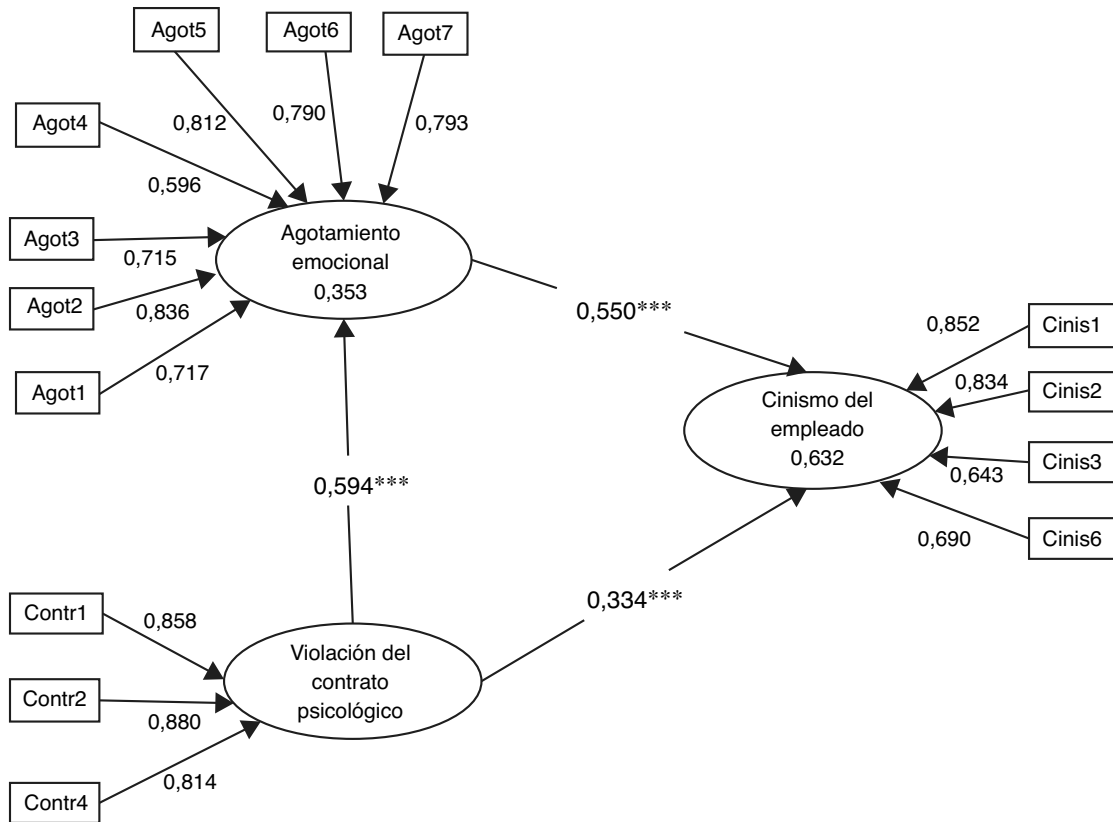 Agot5
Agot6
Agot7
Agot4
0,812
0,790
0,793
0,596
Agot3
0,715
Agot2
0,836
Agot1
0,717
Agotamiento
emocional
0,353
0,550***
Cinis1
0,852
Cinis2
0,834
Cinis3
0,643
Cinis6
0,690
Cinismo del
empleado
0,632
0,594***
0,334***
Contr1
0,858
Contr2
0,880
Contr4
0,814
Violación del
contrato
psicológico